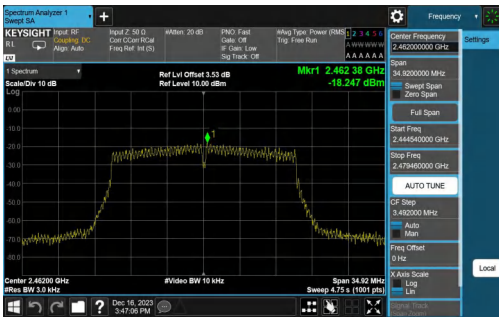 Spectrum Analyzer 1
Swept SA
+
Frequency
KEYSIGHT
Input: RF
Input Z: 50 Ω
#Atten: 20 dB
PNO: Fast
#Avg Type: Power (RMS
1 2 3 4 5 6
RL
Coupling: DC
Corr CCorr RCal
Gate: Off
Trig: Free Run
A W W W W W
Align: Auto
Freq Ref: Int (S)
IF Gain: Low
Sig Track: Off
A A A A A A
LV
1 Spectrum
Ref Lvl Offset 3.53 dB
Mkr1 2.462 38 GHz
Scale/Div 10 dB
Ref Level 10.00 dBm
-18.247 dBm
Log
0.00
1
-10.0
-20.0
-30.0
-40.0
-50.0
-60.0
-70.0
-80.0
Center 2.46200 GHz
#Video BW 10 kHz
Span 34.92 MHz
#Res BW 3.0 kHz
Sweep 4.75 s (1001 pts)
Dec 16, 2023
3:47:06 PM
?
Center Frequency
2.462000000 GHz
Settings
Span
34.9200000 MHz
Swept Span
Zero Span
Full Span
Start Freq
2.444540000 GHz
Stop Freq
2.479460000 GHz
AUTO TUNE
CF Step
3.492000 MHz
Auto
Man
Freq Offset
0 Hz
X Axis Scale
Log
Lin
Local
Signal Track